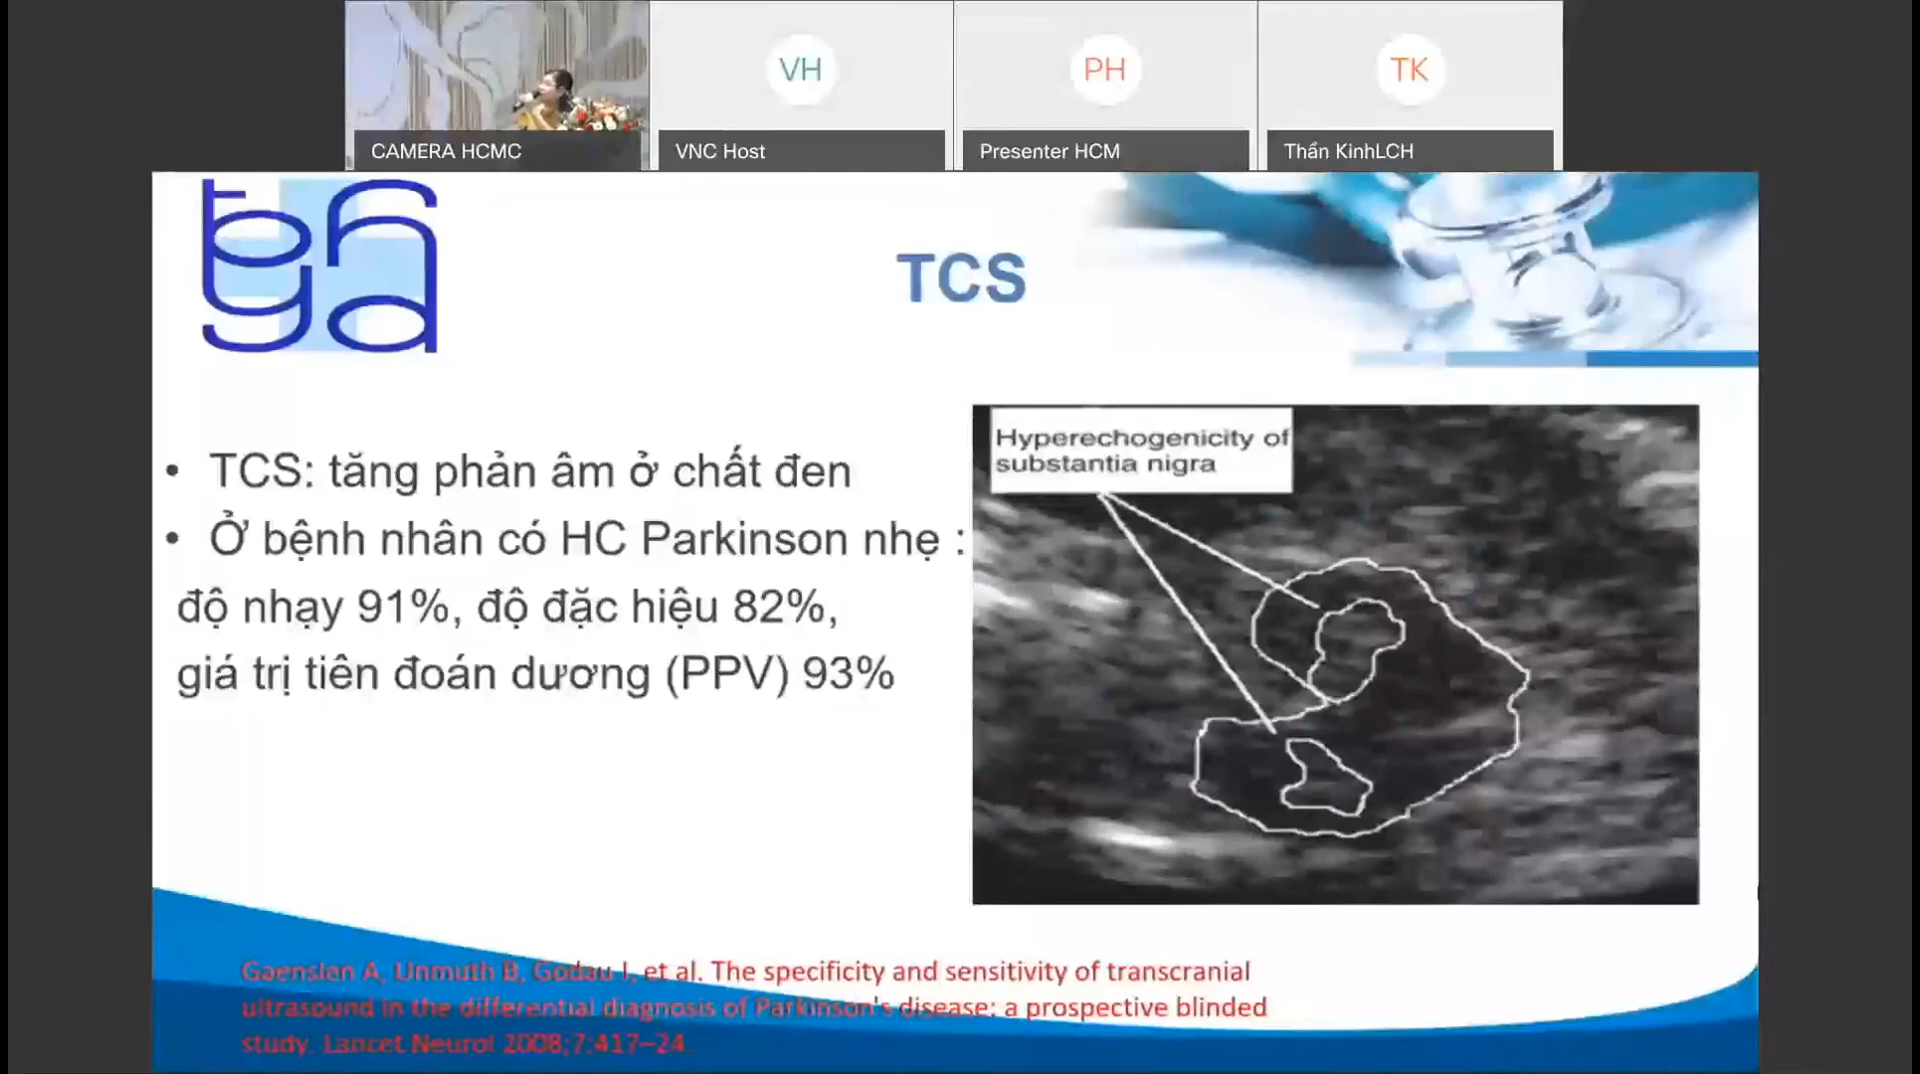 VH
PH
TK
CAMERA HCMC
VNC Host
Presenter HCM
Thần KinhLCH
TCS
• TCS: tăng phản âm ở chất đen
• Ở bệnh nhân có HC Parkinson nhẹ :
độ nhạy 91%, độ đặc hiệu 82%,
giá trị tiên đoán dương (PPV) 93%
Hyperechogenicity of
substantia nigra
Gaenslen A, Unmuth B, Godau J, et al. The specificity and sensitivity of transcranial
ultrasound in the differential diagnosis of Parkinson's disease: a prospective blinded
study. Lancet Neurol 2008;7:417–24.